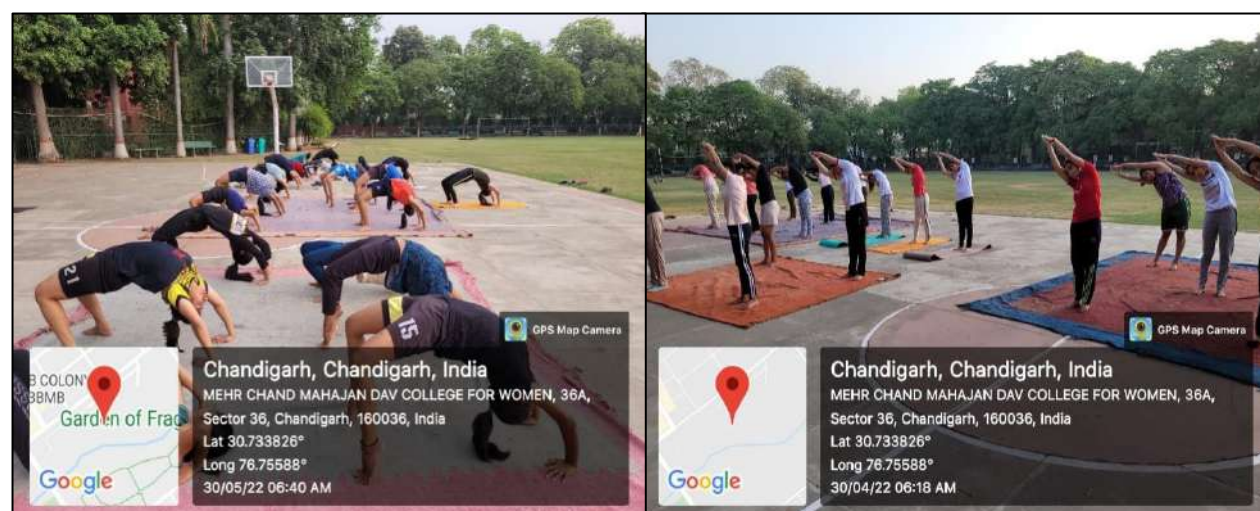 21
15
GPS Map Camera
B COLONY
BBMB
Garden of Frag
Google
Chandigarh, Chandigarh, India
MEHR CHAND MAHAJAN DAV COLLEGE FOR WOMEN, 36A,
Sector 36, Chandigarh, 160036, India
Lat 30.733826°
Long 76.75588°
30/05/22 06:40 AM
GPS Map Camera
Google
Chandigarh, Chandigarh, India
MEHR CHAND MAHAJAN DAV COLLEGE FOR WOMEN, 36A,
Sector 36, Chandigarh, 160036, India
Lat 30.733826°
Long 76.75588°
30/04/22 06:18 AM